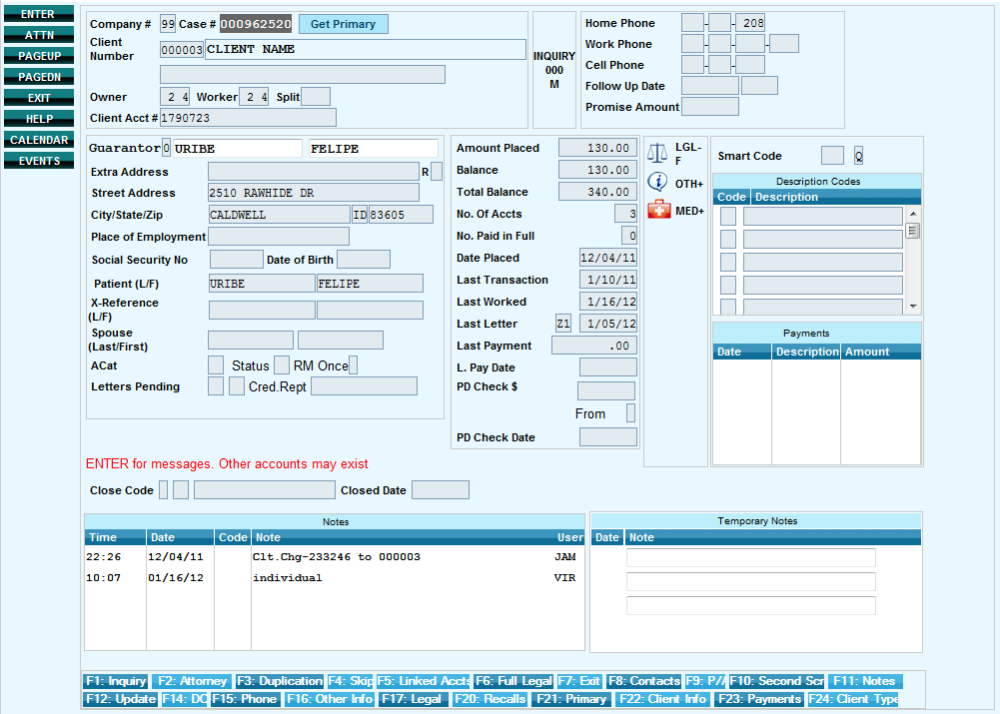 ENTER
ATTN
PAGEUP
PAGEDN
EXIT
HELP
CALENDAR
EVENTS
Company # 99 Case # 000962520 Get Primary
Client Number 000003 CLIENT NAME
Owner 2 4 Worker 2 4 Split
Client Acct # 1790723
INQUIRY
000
M
Home Phone - - 208
Work Phone - - -
Cell Phone - -
Follow Up Date
Promise Amount
Guarantor 0 URIBE FELIPE
Extra Address R
Street Address 2510 RAWHIDE DR
City/State/Zip CALDWELL ID 83605
Place of Employment
Social Security No Date of Birth
Patient (L/F) URIBE FELIPE
X-Reference
(L/F)
Spouse
(Last/First)
ACat Status RM Once
Letters Pending Cred.Rept
Amount Placed 130.00
Balance 130.00
Total Balance 340.00
No. Of Accts 3
No. Paid in Full 0
Date Placed 12/04/11
Last Transaction 1/10/11
Last Worked 1/16/12
Last Letter Z1 1/05/12
Last Payment .00
L. Pay Date
PD Check $
From
PD Check Date
LGL-
F
OTH+
MED+
Smart Code Q
Description Codes
Code Description
Payments
Date Description Amount
ENTER for messages. Other accounts may exist
Close Code Closed Date
Notes
Time Date Code Note User
22:26 12/04/11 Clt.Chg-233246 to 000003 JAM
10:07 01/16/12 individual VIR
Temporary Notes
Date Note
F1: Inquiry F2: Attorney F3: Duplication F4: Skip F5: Linked Accts F6: Full Legal F7: Exit F8: Contacts F9: P/A F10: Second Scr F11: Notes
F12: Update F14: DC F15: Phone F16: Other Info F17: Legal F20: Recalls F21: Primary F22: Client Info F23: Payments F24: Client Type